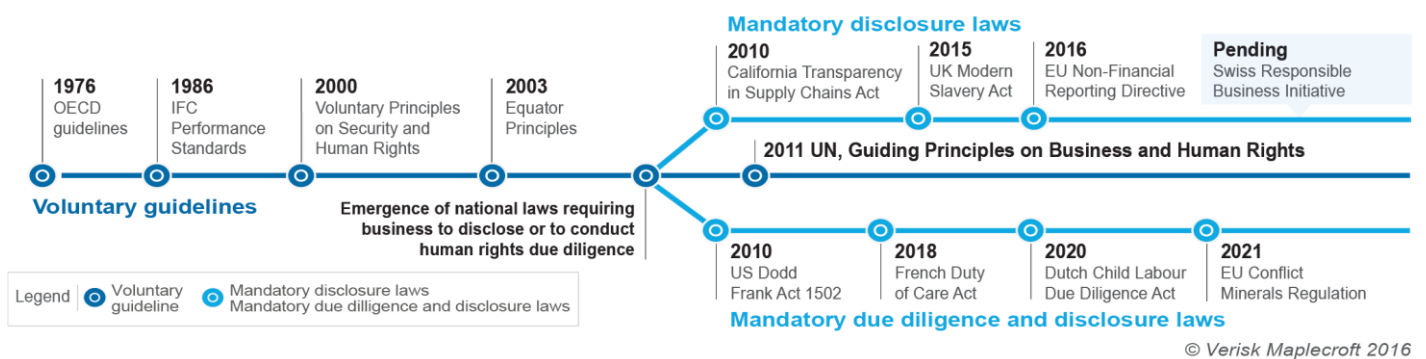 Mandatory disclosure laws
1976
OECD
guidelines
1986
IFC
Performance
Standards
2000
Voluntary Principles
on Security and
Human Rights
2003
Equator
Principles
2010
California Transparency
in Supply Chains Act
2015
UK Modern
Slavery Act
2016
EU Non-Financial
Reporting Directive
Pending
Swiss Responsible
Business Initiative
2011 UN, Guiding Principles on Business and Human Rights
Voluntary guidelines
Emergence of national laws requiring
business to disclose or to conduct
human rights due diligence
2010
US Dodd
Frank Act 1502
2018
French Duty
of Care Act
2020
Dutch Child Labour
Due Diligence Act
2021
EU Conflict
Minerals Regulation
Mandatory due diligence and disclosure laws
Legend
Voluntary
guideline
Mandatory disclosure laws
Mandatory due dilligence and disclosure laws
© Verisk Maplecroft 2016